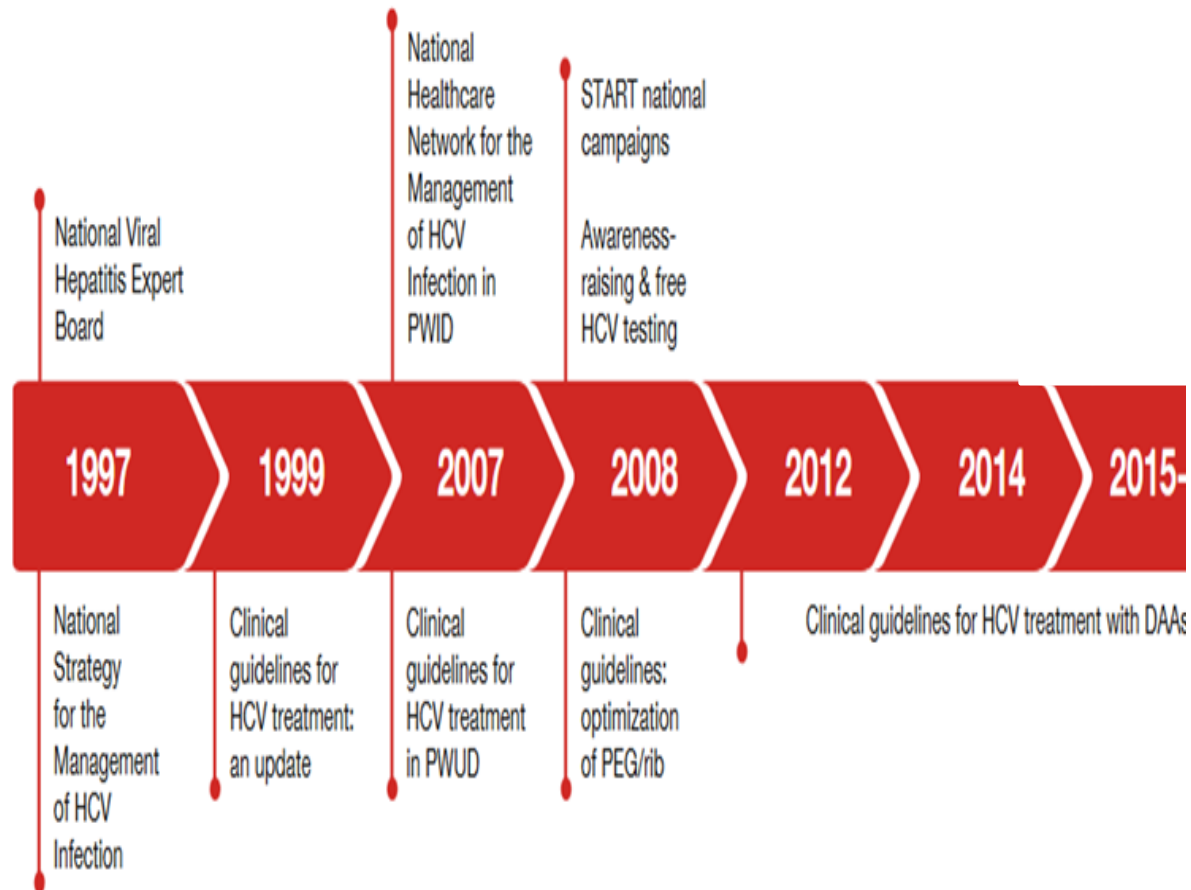 National
Healthcare
Network for the
Management
of HCV
Infection in
PWID
START national
campaigns
Awareness-
raising & free
HCV testing
National Viral
Hepatitis Expert
Board
1997
1999
2007
2008
2012
2014
2015-
National
Strategy
for the
Management
of HCV
Infection
Clinical
guidelines for
HCV treatment:
an update
Clinical
guidelines for
HCV treatment
in PWUD
Clinical
guidelines:
optimization
of PEG/rib
Clinical guidelines for HCV treatment with DAAs